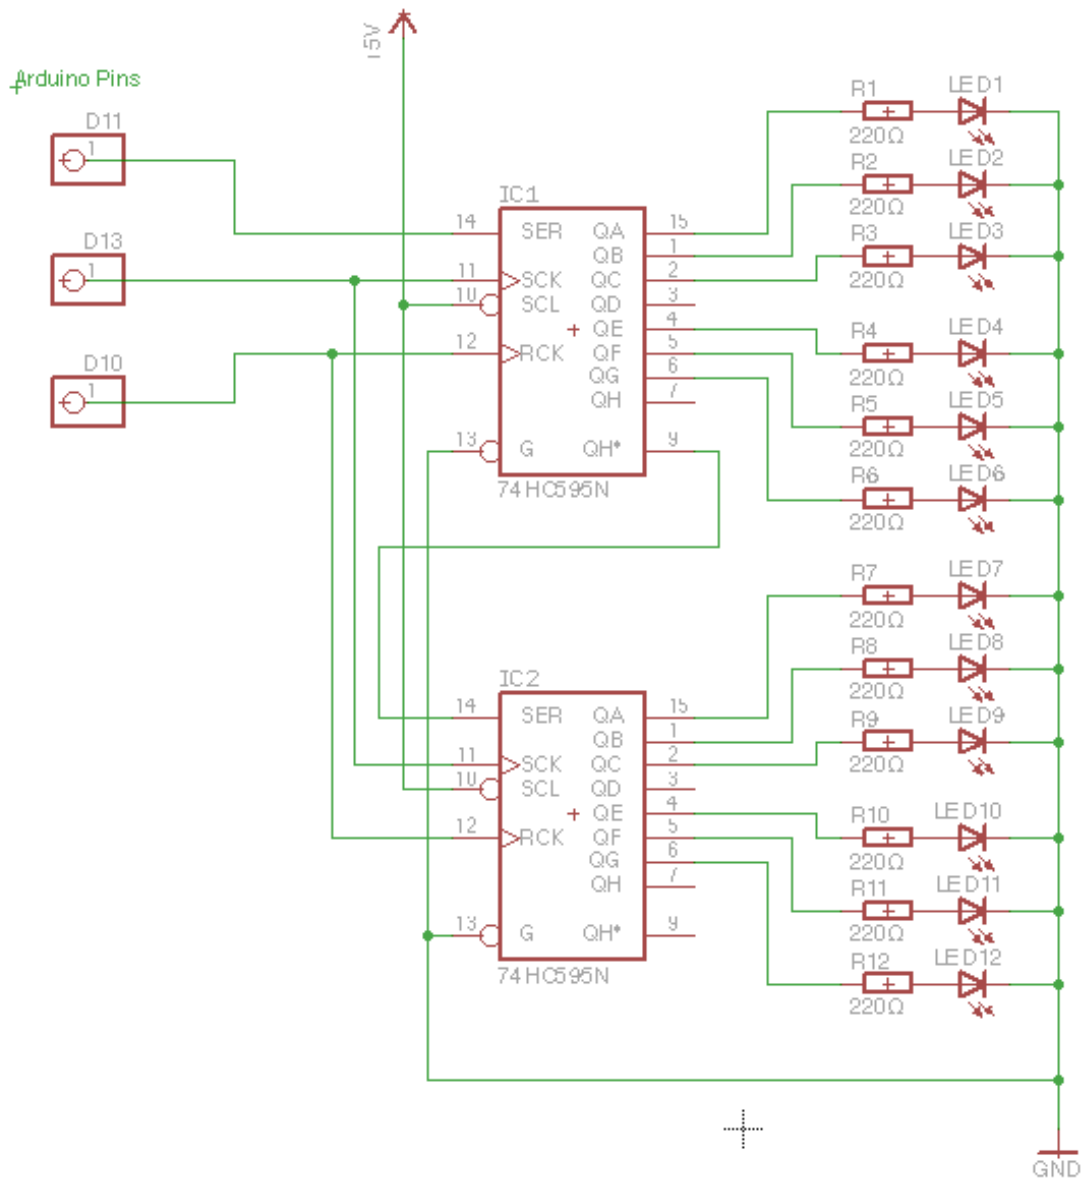 +5V
Arduino Pins
D11
1
D13
1
D10
1
IC1
14 SER QA 15
QB 1
11 SCK QC 2
10 SCL QD 3
QE 4
12 RCK QF 5
QG 6
QH 7
13 G QH* 9
74HC595N
R1 LED1
220Ω
R2 LED2
220Ω
R3 LED3
220Ω
R4 LED4
220Ω
R5 LED5
220Ω
R6 LED6
220Ω
IC2
14 SER QA 15
QB 1
11 SCK QC 2
10 SCL QD 3
QE 4
12 RCK QF 5
QG 6
QH 7
13 G QH* 9
74HC595N
R7 LED7
220Ω
R8 LED8
220Ω
R9 LED9
220Ω
R10 LED10
220Ω
R11 LED11
220Ω
R12 LED12
220Ω
GND